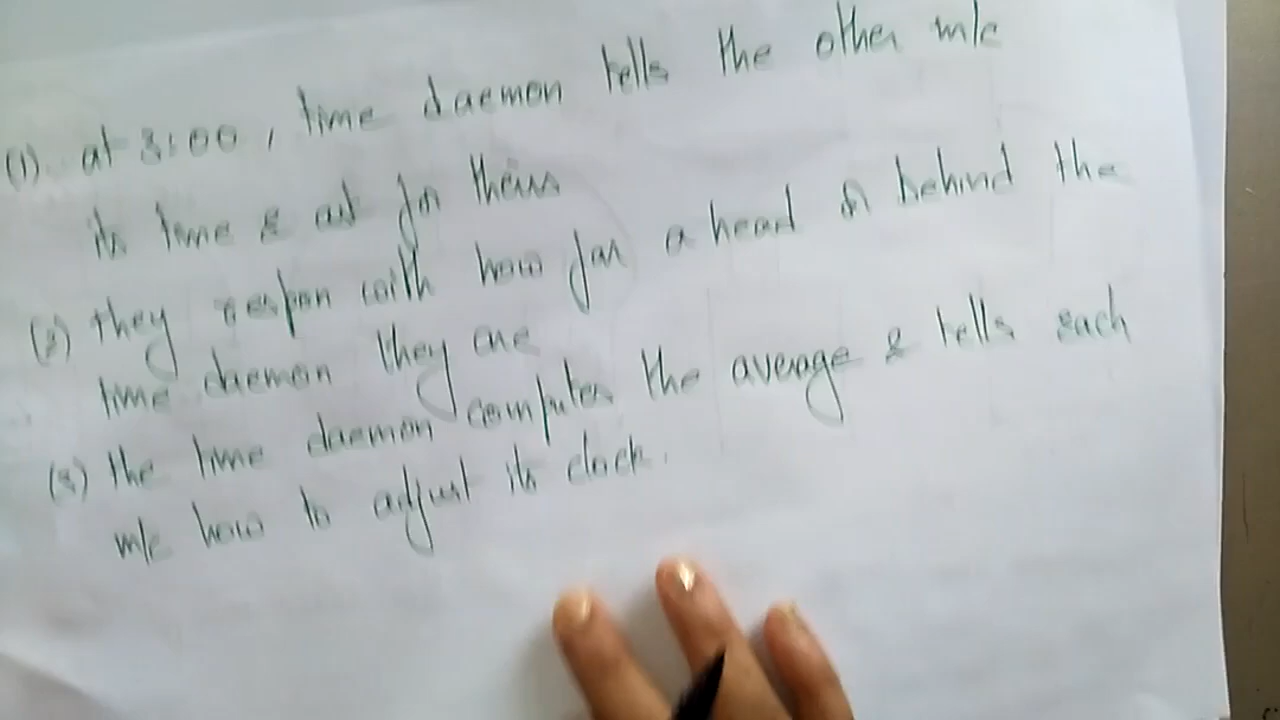 (1). at 3:00, time daemon tells the other m/c
its time & ask for theirs
(2) they respon with how far a head or behind the
time daemon they are
(3) the time daemon computes the average & tells each
m/c how to adjust its clock.